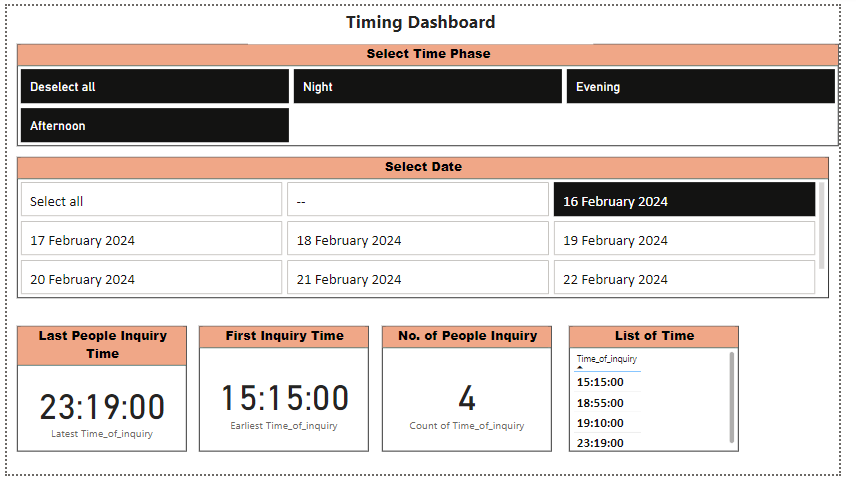 Timing Dashboard
Select Time Phase
Deselect all
Night
Evening
Afternoon
Select Date
Select all
--
16 February 2024
17 February 2024
18 February 2024
19 February 2024
20 February 2024
21 February 2024
22 February 2024
Last People Inquiry
Time
23:19:00
Latest Time_of_inquiry
First Inquiry Time
15:15:00
Earliest Time_of_inquiry
No. of People Inquiry
4
Count of Time_of_inquiry
List of Time
Time_of_inquiry
15:15:00
18:55:00
19:10:00
23:19:00